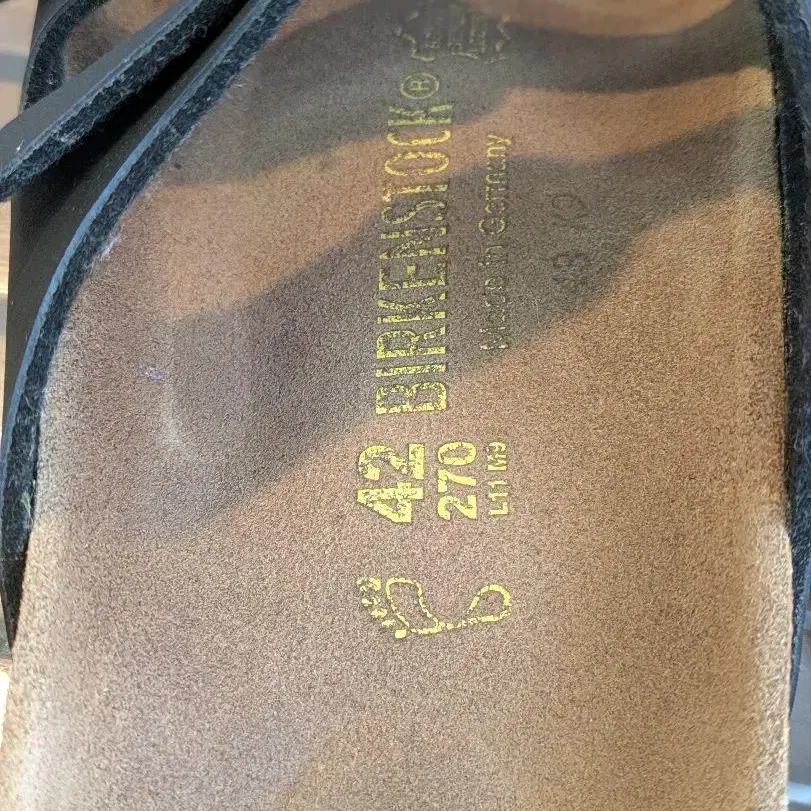 BIRKENSTOCK®
Made in Germany
42
270
L11 M9